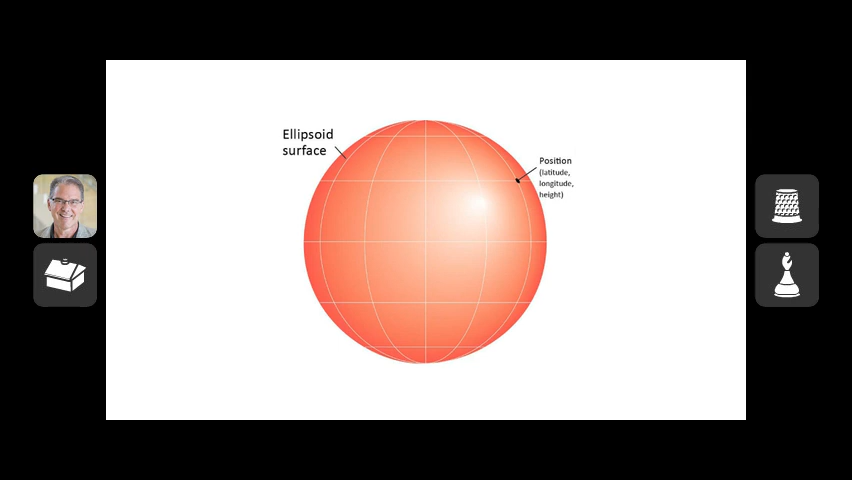 Ellipsoid
surface
Position
(latitude,
longitude,
height)